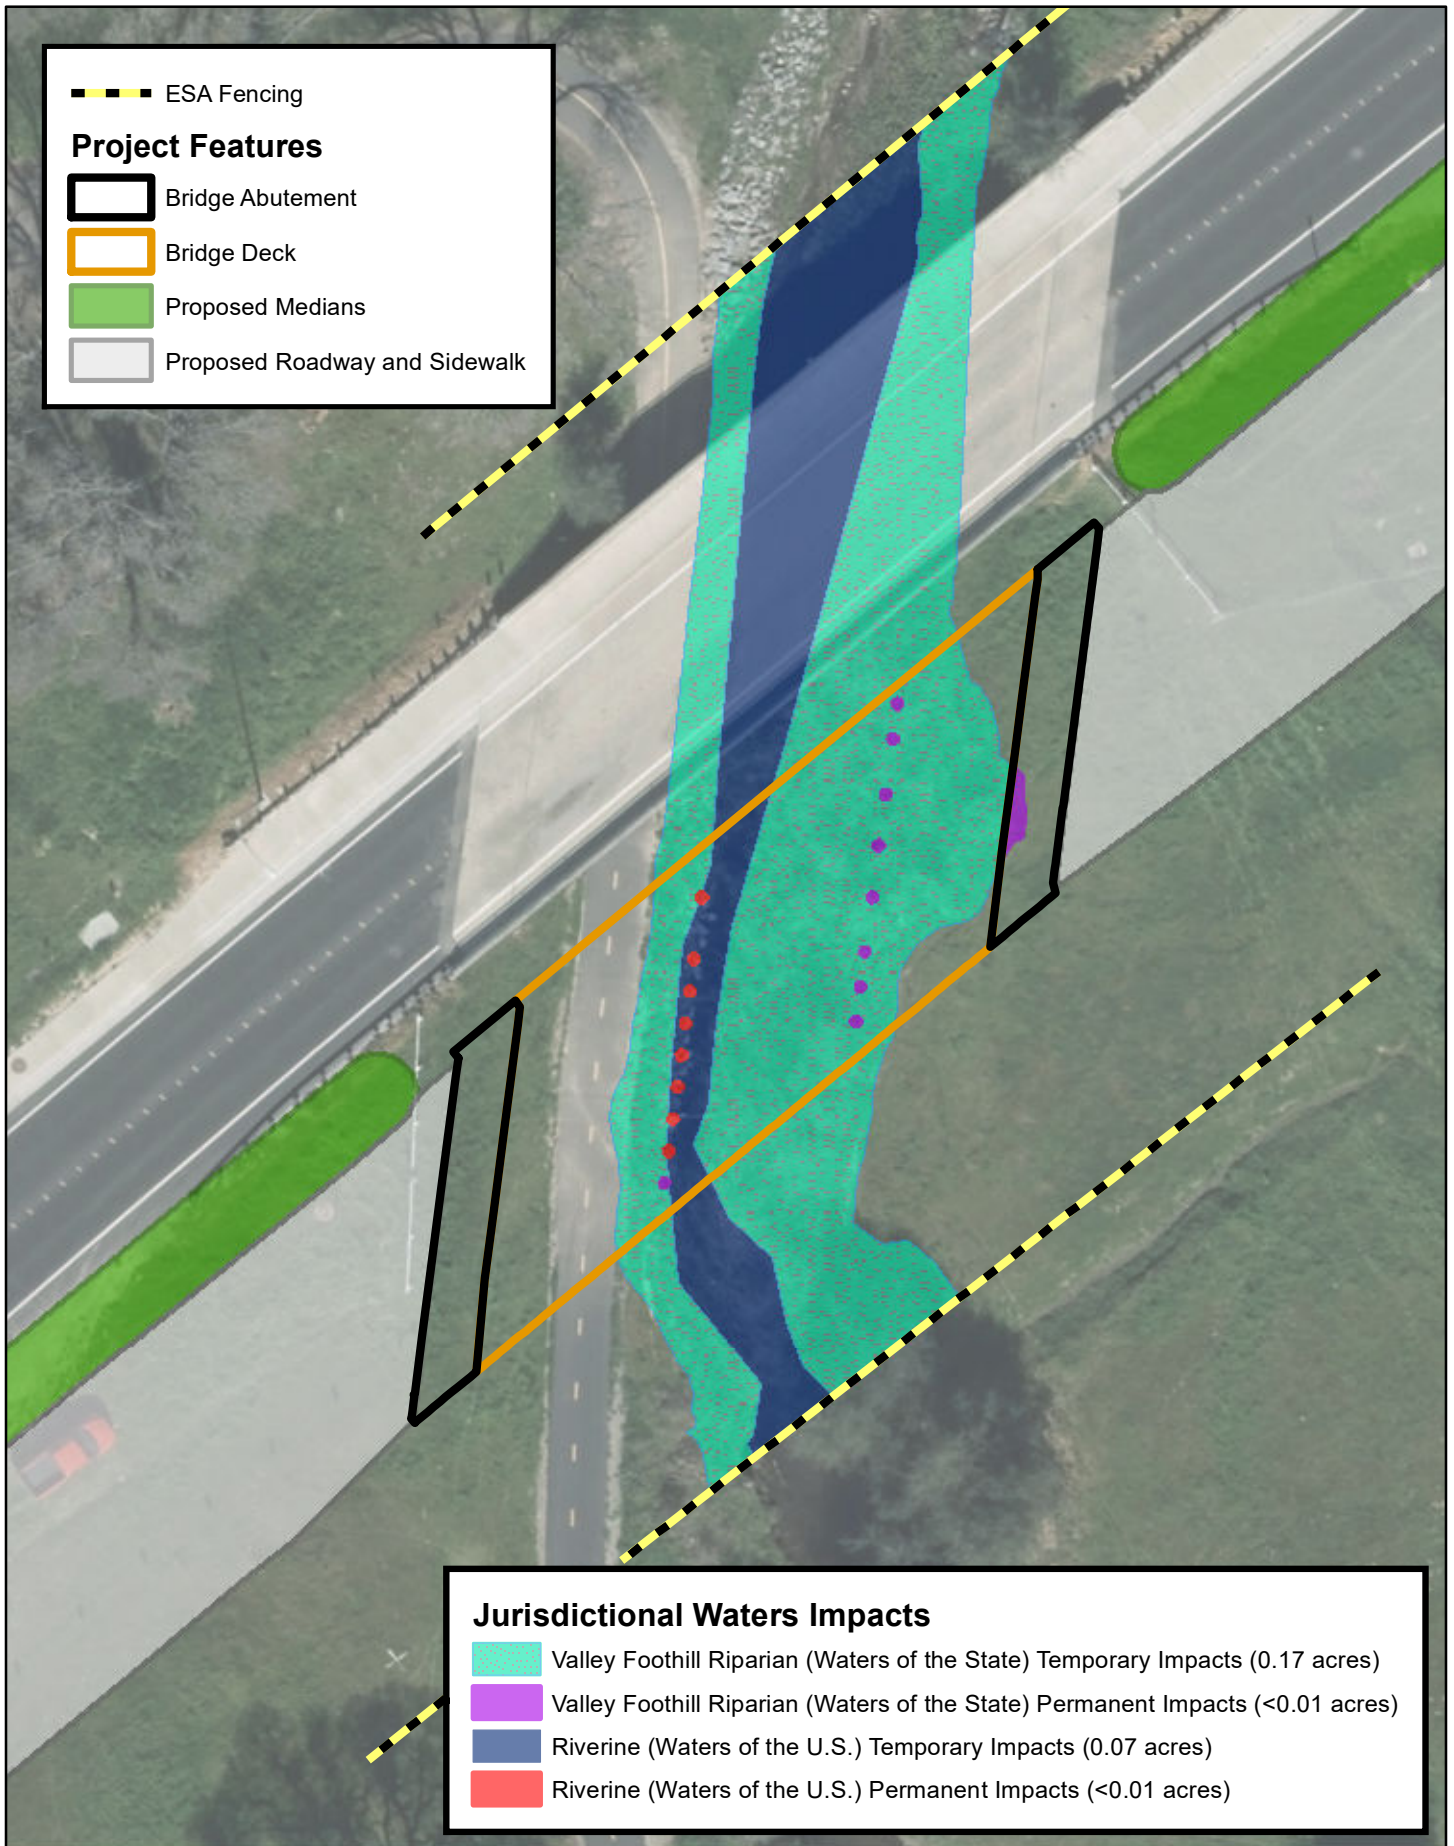 ESA Fencing
Project Features
Bridge Abutement
Bridge Deck
Proposed Medians
Proposed Roadway and Sidewalk
Jurisdictional Waters Impacts
Valley Foothill Riparian (Waters of the State) Temporary Impacts (0.17 acres)
Valley Foothill Riparian (Waters of the State) Permanent Impacts (<0.01 acres)
Riverine (Waters of the U.S.) Temporary Impacts (0.07 acres)
Riverine (Waters of the U.S.) Permanent Impacts (<0.01 acres)